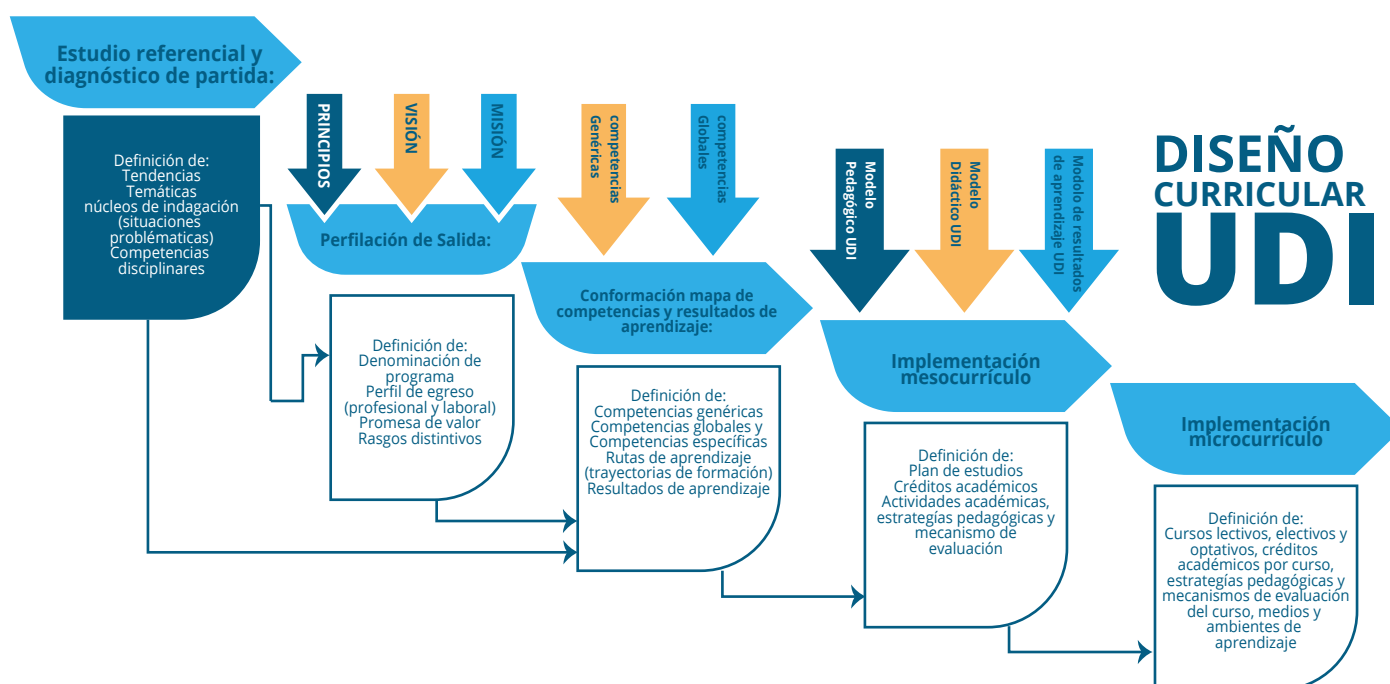 Estudio referencial y
diagnóstico de partida:
Definición de:
Tendencias
Temáticas
núcleos de indagación
(situaciones
problématicas)
Competencias
disciplinares
PRINCIPIOS
VISIÓN
MISIÓN
Perfilación de Salida:
Definición de:
Denominación de
programa
Perfil de egreso
(profesional y laboral)
Promesa de valor
Rasgos distintivos
competencias
Genéricas
competencias
Globales
Conformación mapa de
competencias y resultados de
aprendizaje:
Definición de:
Competencias genéricas
Competencias globales y
Competencias específicas
Rutas de aprendizaje
(trayectorias de formación)
Resultados de aprendizaje
Modelo
Pedagógico UDI
Modelo
Didáctico UDI
Modolo de resultados
de aprendizaje UDI
Implementación
mesocurrículo
Definición de:
Plan de estudios
Créditos académicos
Actividades académicas,
estrategías pedagógicas y
mecanismo de
evaluación
DISEÑO
CURRICULAR
UDI
Implementación
microcurrículo
Definición de:
Cursos lectivos, electivos y
optativos, créditos
académicos por curso,
estrategías pedagógicas y
mecanismos de evaluación
del curso, medios y
ambientes de
aprendizaje